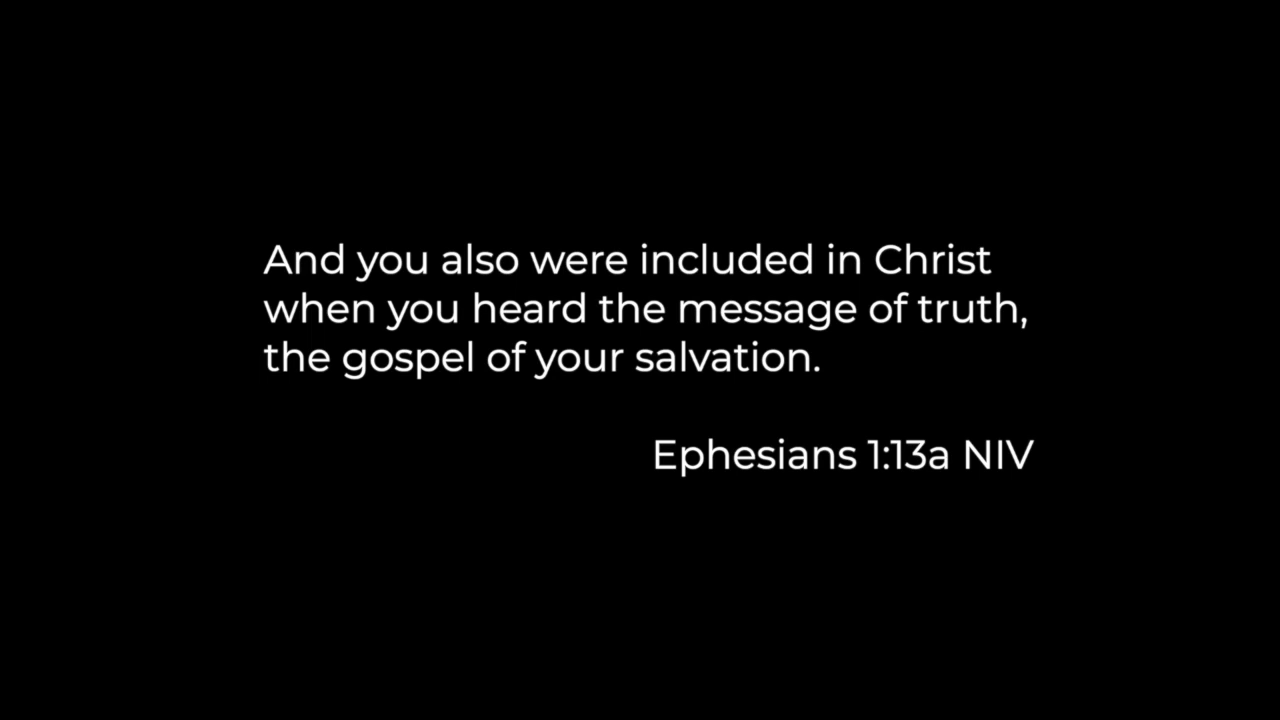 And you also were included in Christ
when you heard the message of truth,
the gospel of your salvation.
Ephesians 1:13a NIV